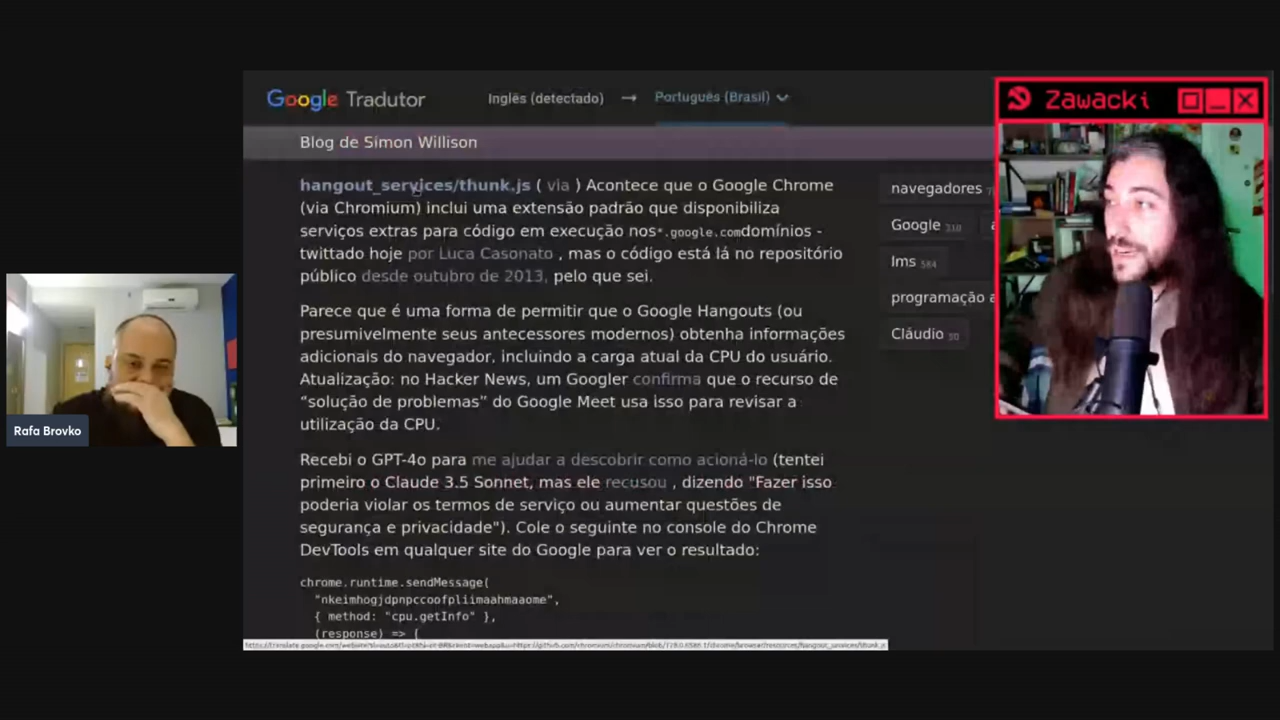 Google Tradutor
Inglês (detectado) → Português (Brasil)
Zawacki
Blog de Simon Willison
hangout_services/thunk.js ( via ) Acontece que o Google Chrome
(via Chromium) inclui uma extensão padrão que disponibiliza
serviços extras para código em execução nos*.google.comdomínios -
twittado hoje por Luca Casonato , mas o código está lá no repositório
público desde outubro de 2013, pelo que sei.
Parece que é uma forma de permitir que o Google Hangouts (ou
presumivelmente seus antecessores modernos) obtenha informações
adicionais do navegador, incluindo a carga atual da CPU do usuário.
Atualização: no Hacker News, um Googler confirma que o recurso de
“solução de problemas” do Google Meet usa isso para revisar a
utilização da CPU.
Recebi o GPT-4o para me ajudar a descobrir como acioná-lo (tentei
primeiro o Claude 3.5 Sonnet, mas ele recusou , dizendo "Fazer isso
poderia violar os termos de serviço ou aumentar questões de
segurança e privacidade"). Cole o seguinte no console do Chrome
DevTools em qualquer site do Google para ver o resultado:
chrome.runtime.sendMessage(
"nkeimhogjdpnpccoofpliimaahmaaome",
{ method: "cpu.getInfo" },
(response) => {
navegadores
Google 310
a
lms 584
programação a
Cláudio 30
Rafa Brovko